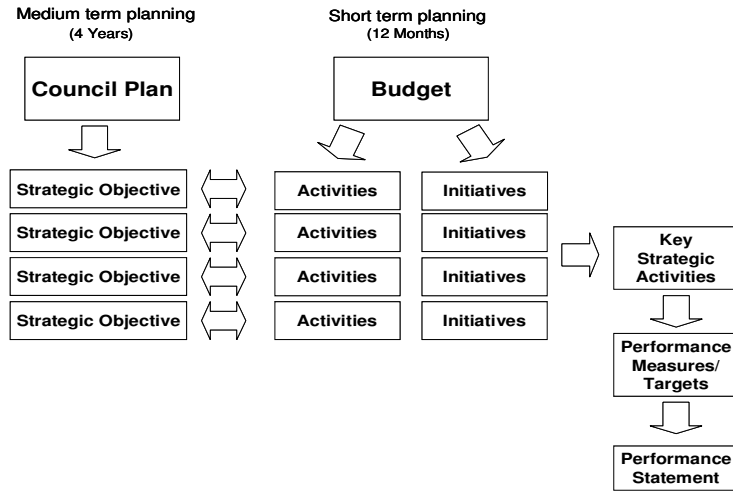 Medium term planning
(4 Years)
Short term planning
(12 Months)
Council Plan
Budget
Strategic Objective
Activities
Initiatives
Strategic Objective
Activities
Initiatives
Strategic Objective
Activities
Initiatives
Strategic Objective
Activities
Initiatives
Key
Strategic
Activities
Performance
Measures/
Targets
Performance
Statement